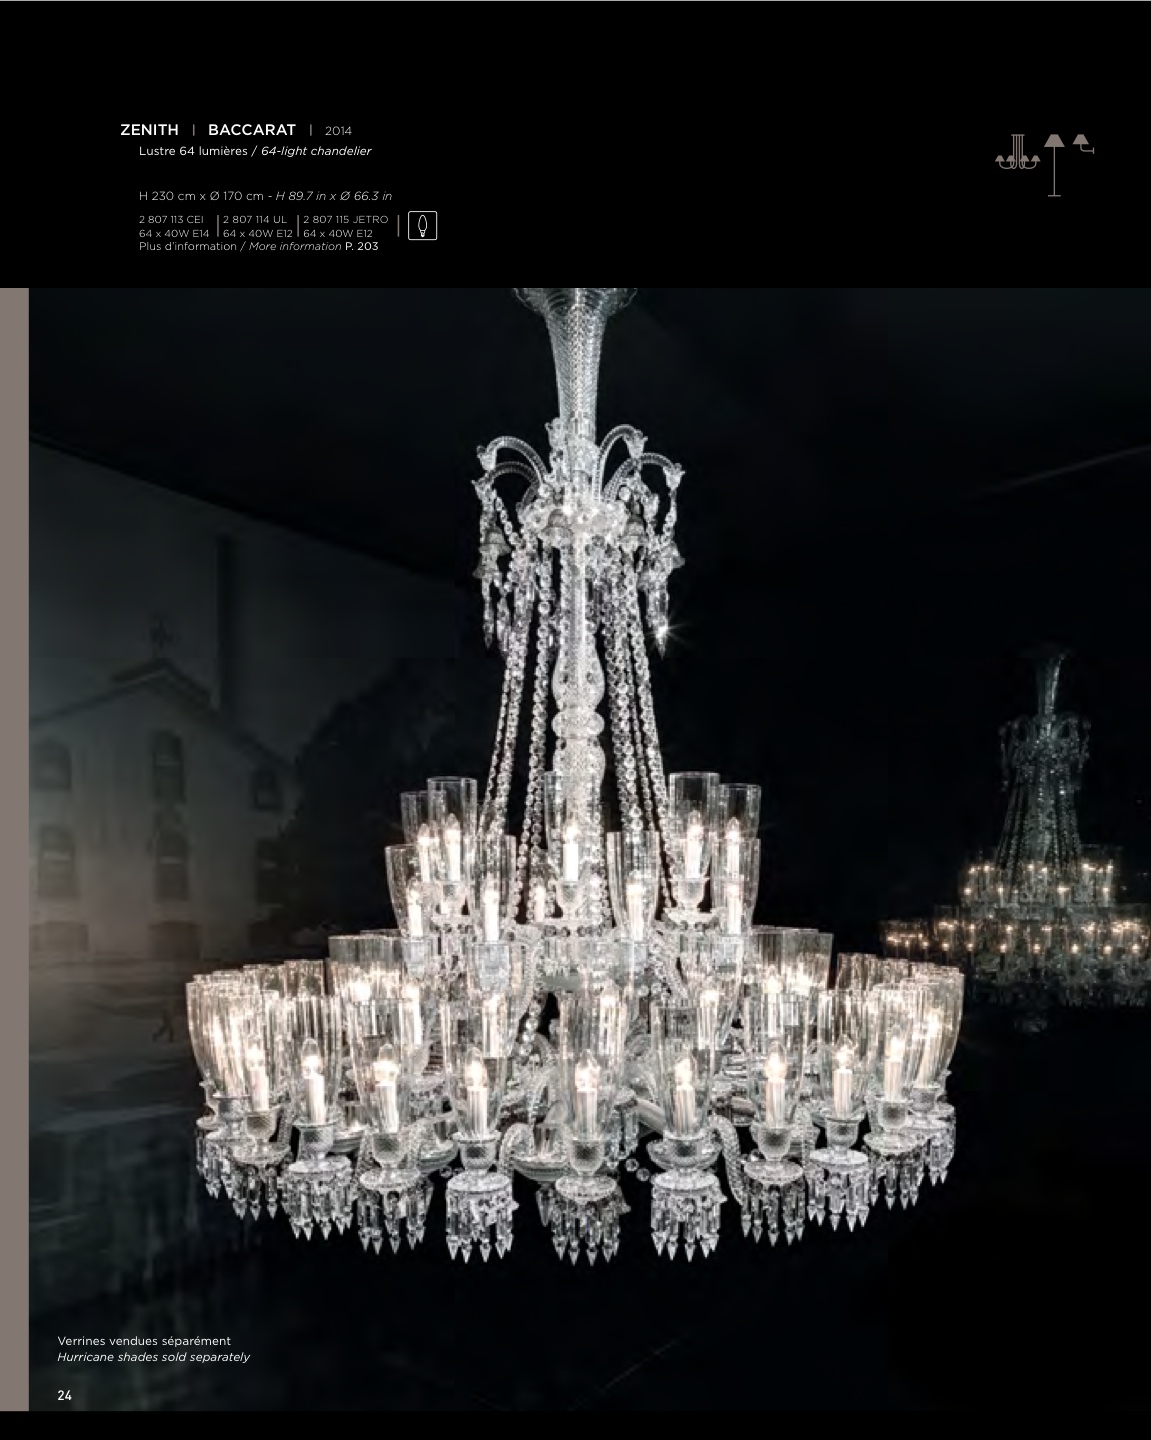 ZENITH | BACCARAT | 2014
Lustre 64 lumières / 64-light chandelier
H 230 cm x Ø 170 cm - H 89.7 in x Ø 66.3 in
2 807 113 CEI | 2 807 114 UL | 2 807 115 JETRO |
64 x 40W E14 | 64 x 40W E12 | 64 x 40W E12
Plus d'information / More information P. 203
Verrines vendues séparément
Hurricane shades sold separately
24